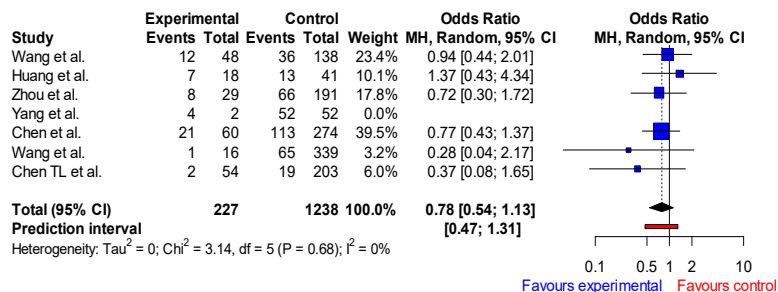 Experimental Control Odds Ratio Odds Ratio
Study Events Total Events Total Weight MH, Random, 95% CI MH, Random, 95% CI
Wang et al. 12 48 36 138 23.4% 0.94 [0.44; 2.01]
Huang et al. 7 18 13 41 10.1% 1.37 [0.43; 4.34]
Zhou et al. 8 29 66 191 17.8% 0.72 [0.30; 1.72]
Yang et al. 4 2 52 52 0.0%
Chen et al. 21 60 113 274 39.5% 0.77 [0.43; 1.37]
Wang et al. 1 16 65 339 3.2% 0.28 [0.04; 2.17]
Chen TL et al. 2 54 19 203 6.0% 0.37 [0.08; 1.65]
Total (95% CI) 227 1238 100.0% 0.78 [0.54; 1.13]
Prediction interval [0.47; 1.31]
Heterogeneity: Tau² = 0; Chi² = 3.14, df = 5 (P = 0.68); I² = 0%
0.1 0.5 1 2 10
Favours experimental Favours control